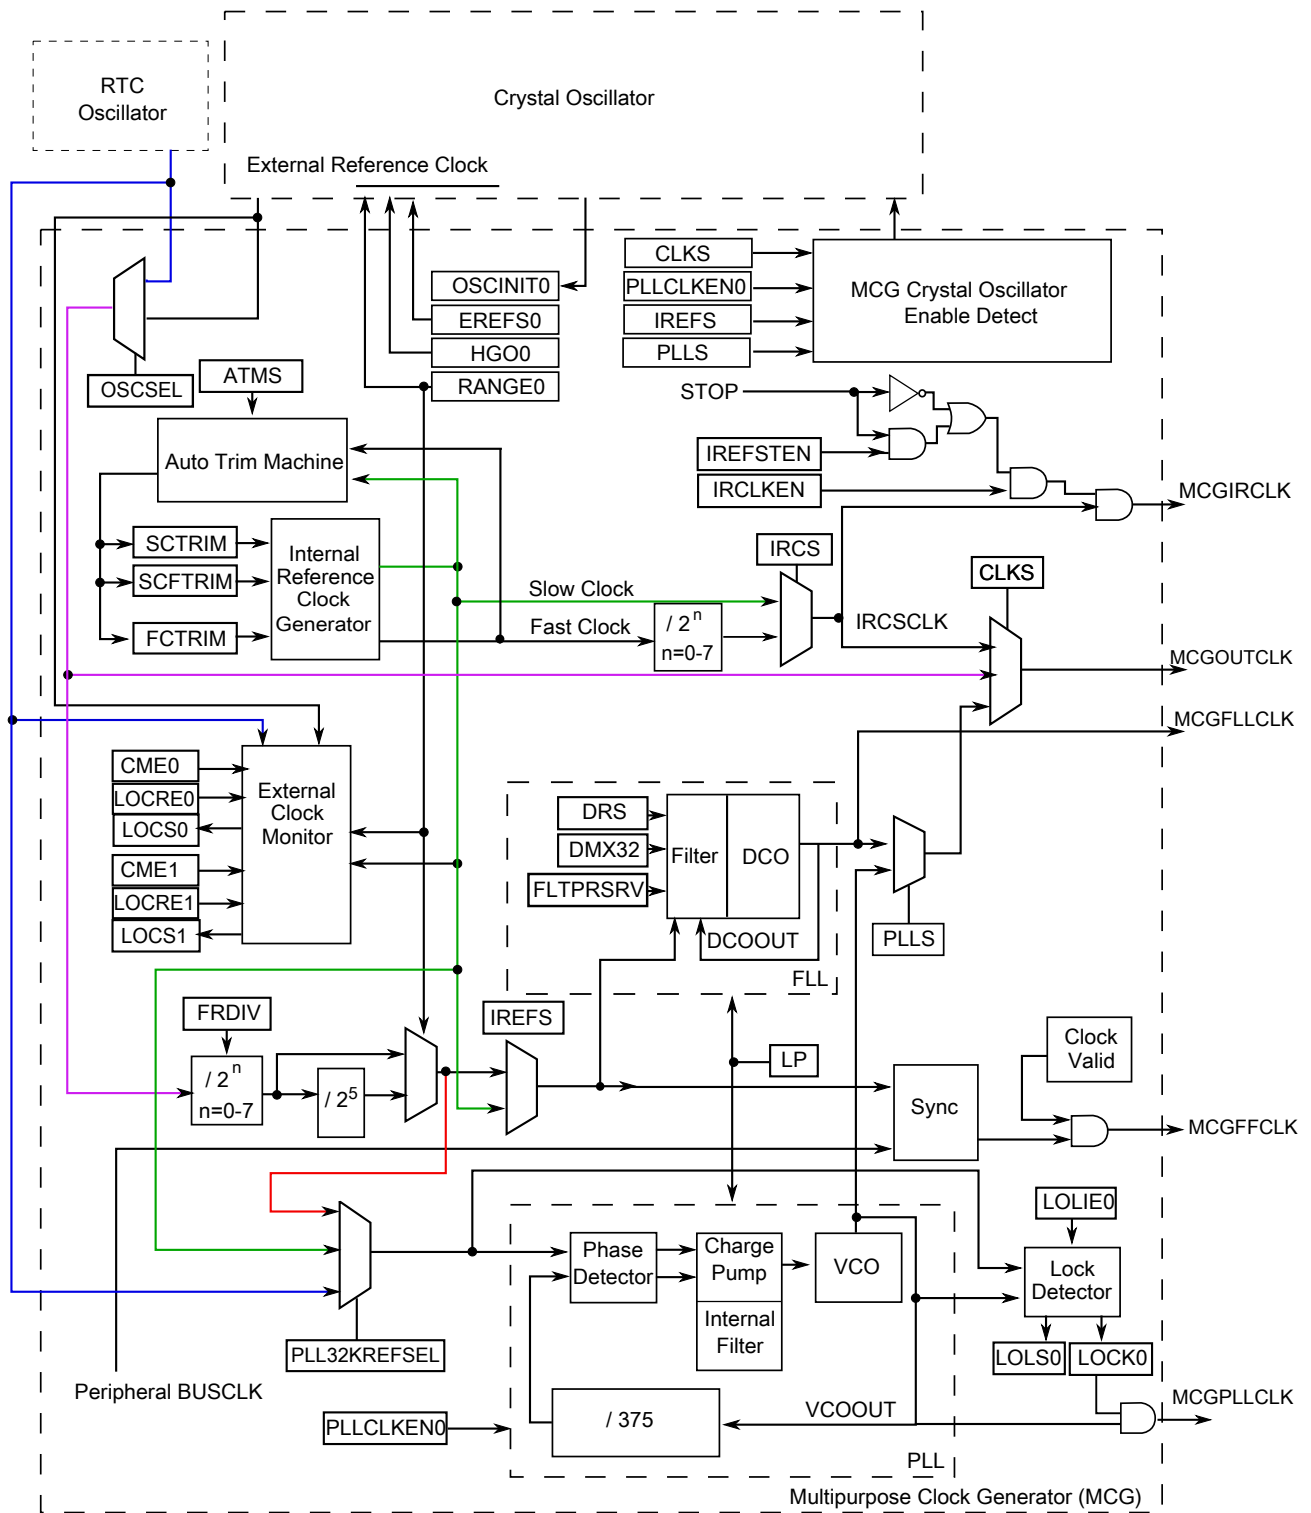 RTC
Oscillator
Crystal Oscillator
External Reference Clock
CLKS
OSCINIT0
PLLCLKEN0
MCG Crystal Oscillator
Enable Detect
EREFS0
IREFS
HGO0
PLLS
ATMS
OSCSEL
RANGE0
STOP
Auto Trim Machine
IREFSTEN
IRCLKEN
MCGIRCLK
SCTRIM
Internal
Reference
Clock
Generator
IRCS
SCFTRIM
CLKS
Slow Clock
FCTRIM
Fast Clock
/ 2^n
n=0-7
IRCSCLK
MCGOUTCLK
MCGFLLCLK
CME0
External
Clock
Monitor
LOCRE0
LOCS0
DRS
DMX32
Filter
DCO
CME1
FLTPRSRV
LOCRE1
LOCS1
DCOOUT
PLLS
FLL
FRDIV
IREFS
Clock
Valid
LP
/ 2^n
n=0-7
/ 2^5
Sync
MCGFFCLK
LOLIE0
Phase
Detector
Charge
Pump
VCO
Lock
Detector
Internal
Filter
PLL32KREFSEL
LOLS0
LOCK0
Peripheral BUSCLK
MCGPLLCLK
PLLCLKEN0
/ 375
VCOOUT
PLL
Multipurpose Clock Generator (MCG)